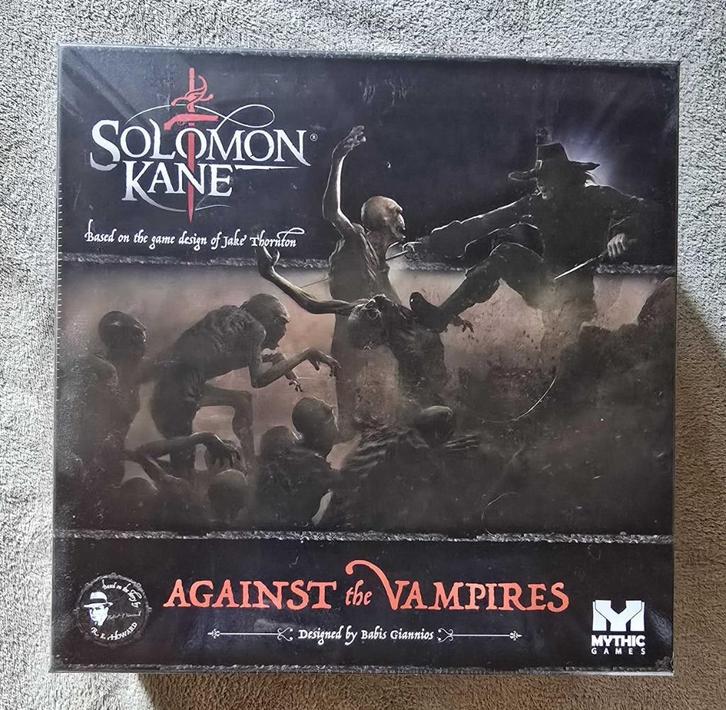 SOLOMON®
KANE
Based on the game design of Jake Thornton
AGAINST the VAMPIRES
Designed by Babis Giannios
HOWARD
MYTHIC
GAMES